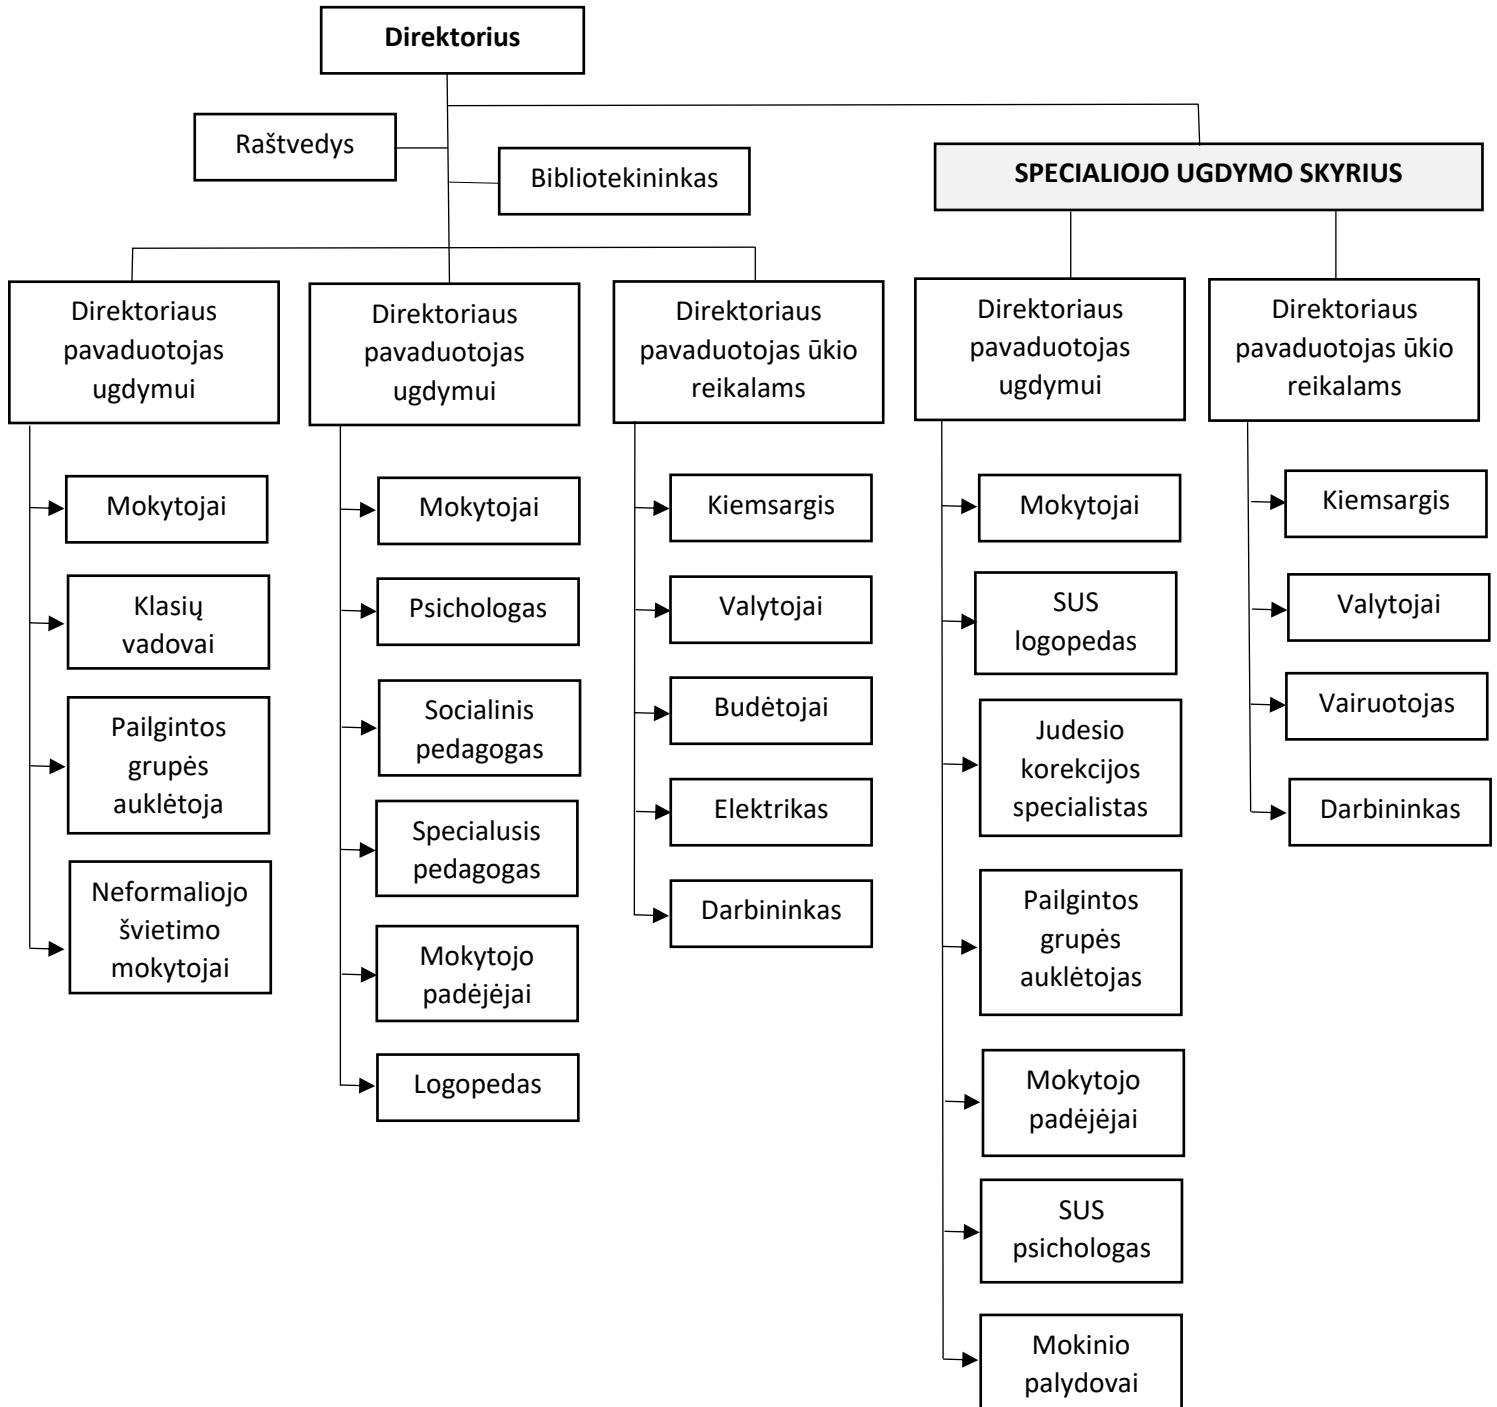 Direktorius
Raštvedys
Bibliotekininkas
SPECIALIOJO UGDYMO SKYRIUS
Direktoriaus
pavaduotojas
ugdymui
Mokytojai
Klasių
vadovai
Pailgintos
grupės
auklėtoja
Neformaliojo
švietimo
mokytojai
Direktoriaus
pavaduotojas
ugdymui
Mokytojai
Psichologas
Socialinis
pedagogas
Specialusis
pedagogas
Mokytojo
padėjėjai
Logopedas
Direktoriaus
pavaduotojas ūkio
reikalams
Kiemsargis
Valytojai
Budėtojai
Elektrikas
Darbininkas
Direktoriaus
pavaduotojas
ugdymui
Mokytojai
SUS
logopedas
Judesio
korekcijos
specialistas
Pailgintos
grupės
auklėtojas
Mokytojo
padėjėjai
SUS
psichologas
Mokinio
palydovai
Direktoriaus
pavaduotojas ūkio
reikalams
Kiemsargis
Valytojai
Vairuotojas
Darbininkas